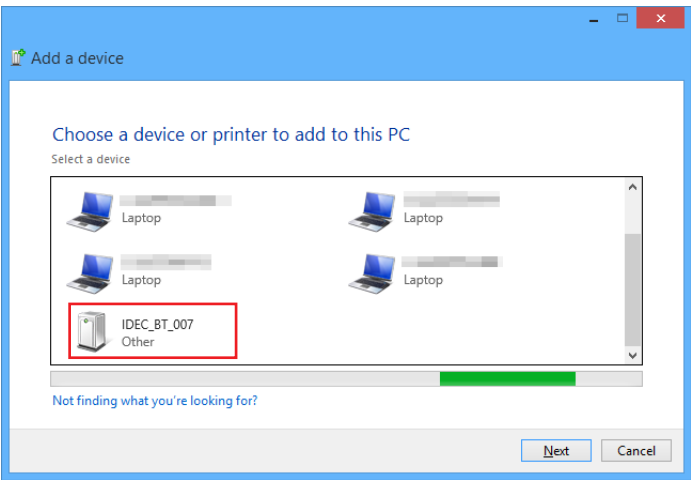 Add a device
Choose a device or printer to add to this PC
Select a device
Laptop
Laptop
Laptop
Laptop
IDEC_BT_007
Other
Not finding what you're looking for?
Next
Cancel